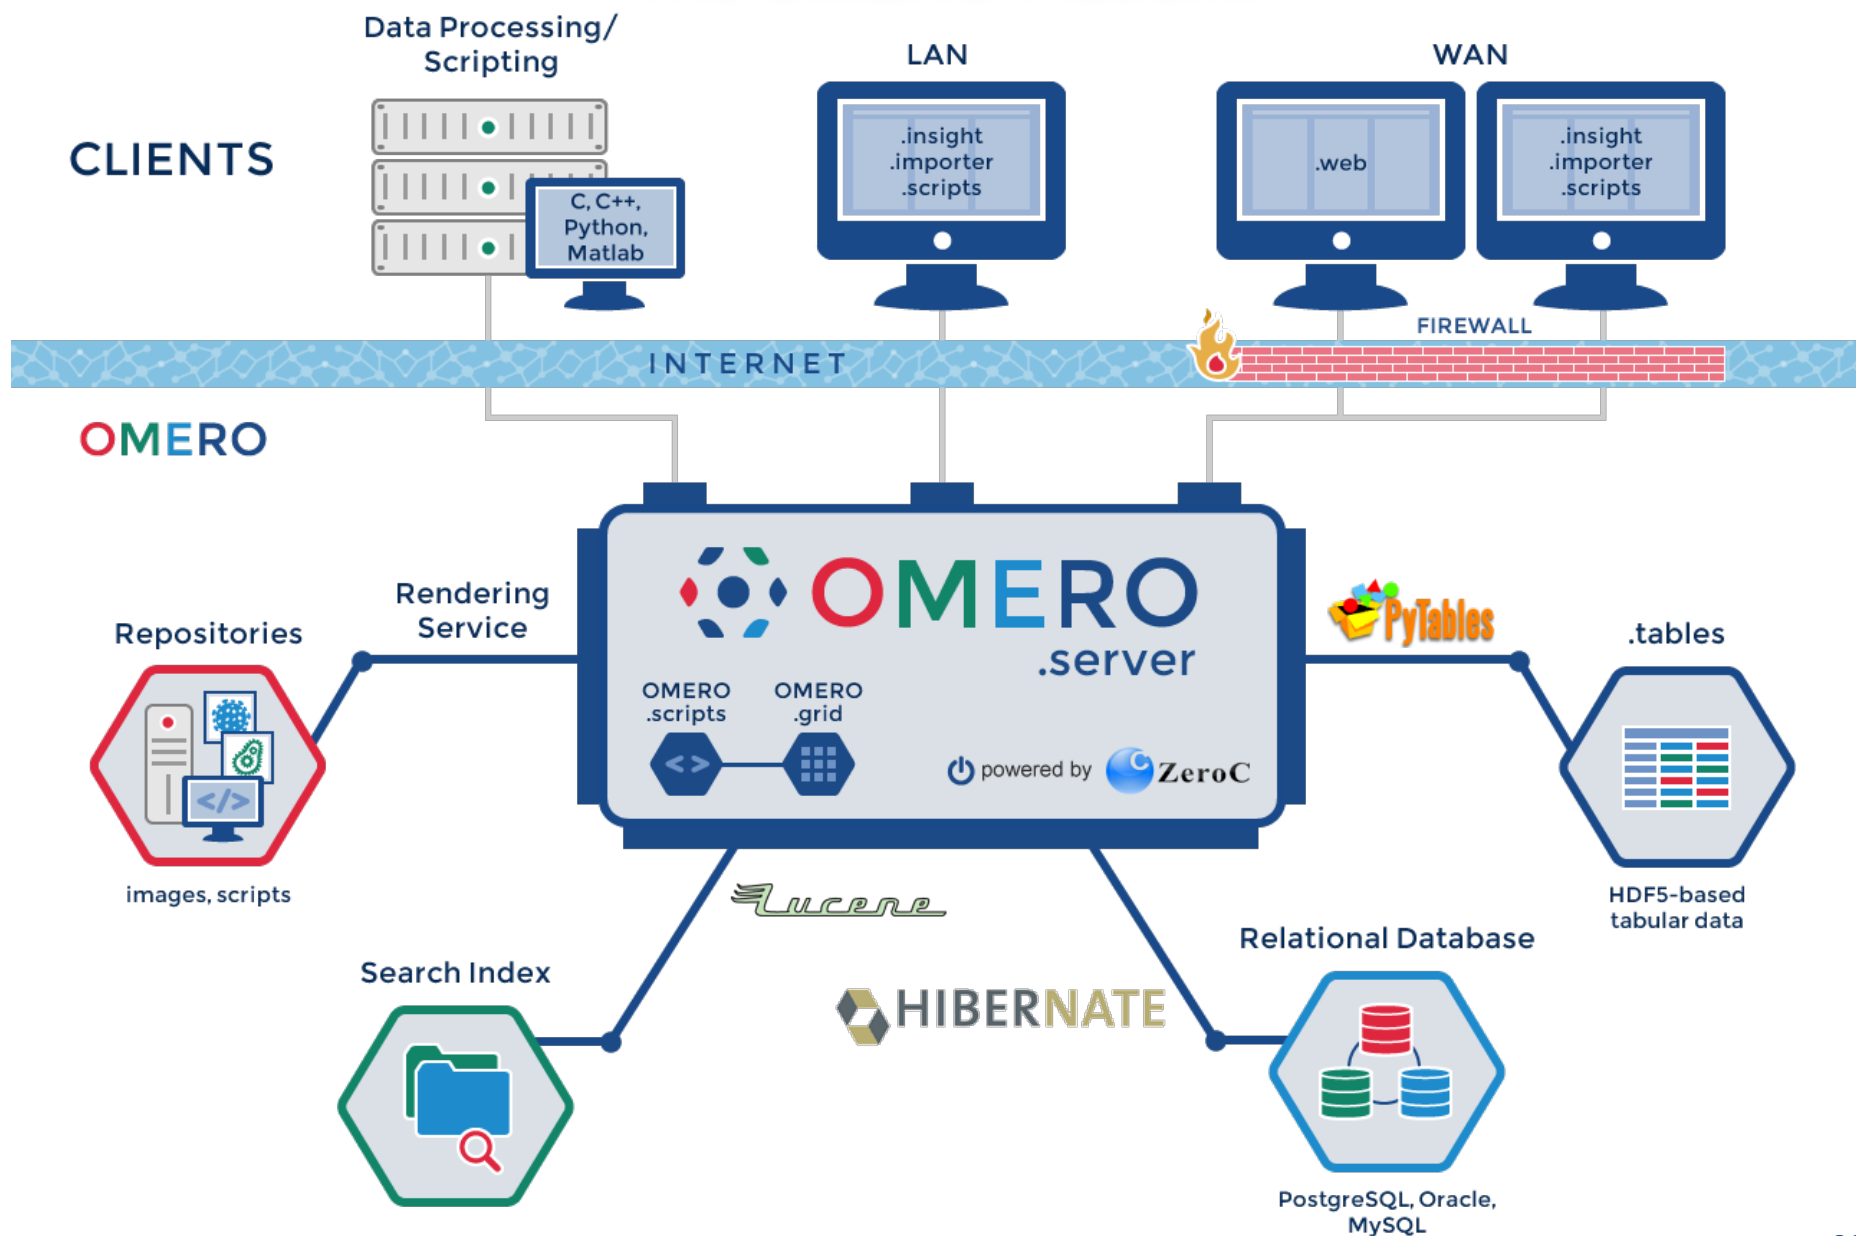 Data Processing/
Scripting
LAN
WAN
CLIENTS
C, C++,
Python,
Matlab
.insight
.importer
.scripts
.web
.insight
.importer
.scripts
FIREWALL
INTERNET
OMERO
OMERO
.server
OMERO
.scripts
OMERO
.grid
powered by
C
ZeroC
Rendering
Service
Repositories
</>
images, scripts
PyTables
.tables
HDF5-based
tabular data
Lucene
Search Index
HIBERNATE
Relational Database
PostgreSQL, Oracle,
MySQL